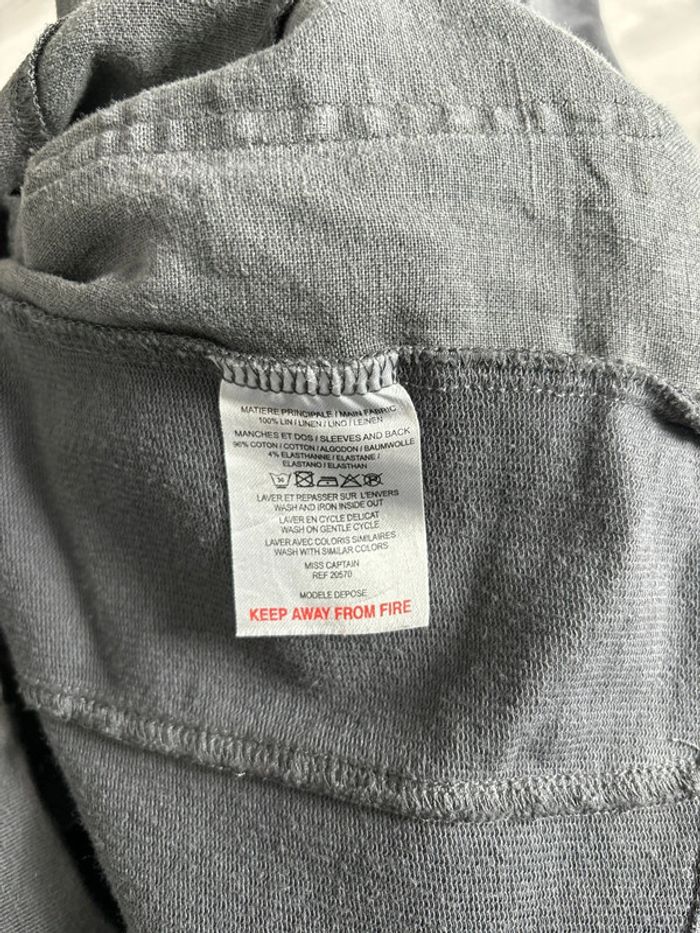 MATIERE PRINCIPALE / MAIN FABRIC
100% LIN / LINEN / LINO / LEINEN
MANCHES ET DOS / SLEEVES AND BACK
96% COTON / COTTON / ALGODON / BAUMWOLLE
4% ELASTHANNE / ELASTANE /
ELASTANO / ELASTHAN
30
LAVER ET REPASSER SUR L'ENVERS
WASH AND IRON INSIDE OUT
LAVER EN CYCLE DELICAT
WASH ON GENTLE CYCLE
LAVER AVEC COLORIS SIMILAIRES
WASH WITH SIMILAR COLORS
MISS CAPTAIN
REF 20570
MODELE DEPOSE
KEEP AWAY FROM FIRE